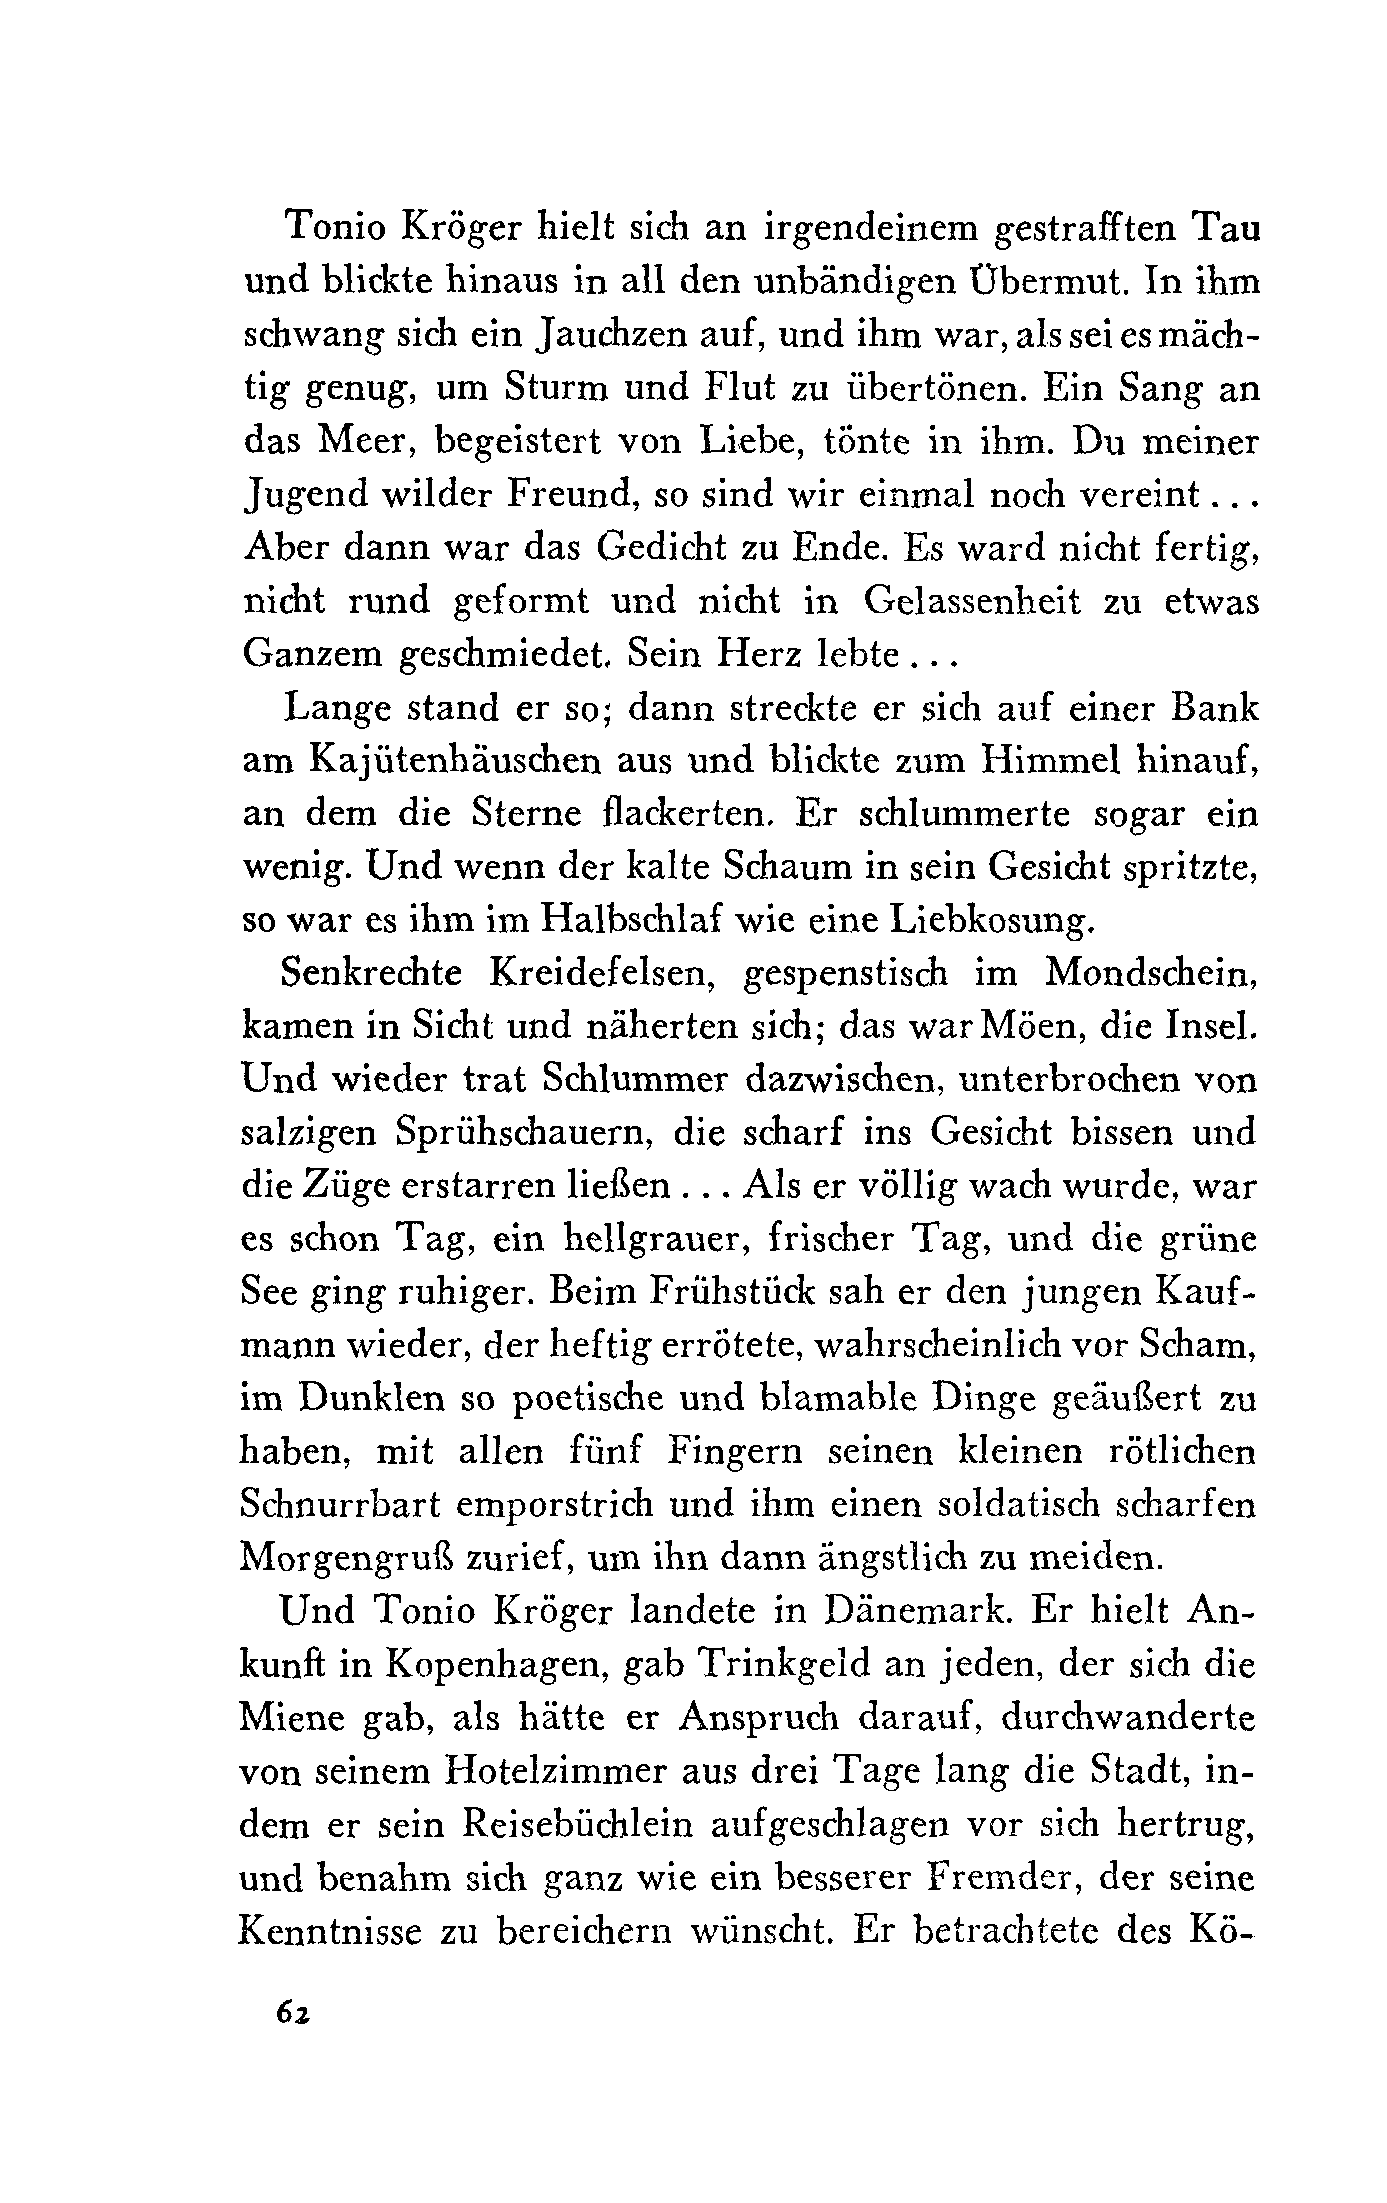 Tonio Kröger hielt sich an irgendeinem gestrafften Tau
und blickte hinaus in all den unbändigen Übermut. In ihm
schwang sich ein Jauchzen auf, und ihm war, als sei es mäch-
tig genug, um Sturm und Flut zu übertönen. Ein Sang an
das Meer, begeistert von Liebe, tönte in ihm. Du meiner
Jugend wilder Freund, so sind wir einmal noch vereint . . .
Aber dann war das Gedicht zu Ende. Es ward nicht fertig,
nicht rund geformt und nicht in Gelassenheit zu etwas
Ganzem geschmiedet. Sein Herz lebte . . .
Lange stand er so; dann streckte er sich auf einer Bank
am Kajütenhäuschen aus und blickte zum Himmel hinauf,
an dem die Sterne flackerten. Er schlummerte sogar ein
wenig. Und wenn der kalte Schaum in sein Gesicht spritzte,
so war es ihm im Halbschlaf wie eine Liebkosung.
Senkrechte Kreidefelsen, gespenstisch im Mondschein,
kamen in Sicht und näherten sich; das war Möen, die Insel.
Und wieder trat Schlummer dazwischen, unterbrochen von
salzigen Sprühschauern, die scharf ins Gesicht bissen und
die Züge erstarren ließen . . . Als er völlig wach wurde, war
es schon Tag, ein hellgrauer, frischer Tag, und die grüne
See ging ruhiger. Beim Frühstück sah er den jungen Kauf-
mann wieder, der heftig errötete, wahrscheinlich vor Scham,
im Dunklen so poetische und blamable Dinge geäußert zu
haben, mit allen fünf Fingern seinen kleinen rötlichen
Schnurrbart emporstrich und ihm einen soldatisch scharfen
Morgengruß zurief, um ihn dann ängstlich zu meiden.
Und Tonio Kröger landete in Dänemark. Er hielt An-
kunft in Kopenhagen, gab Trinkgeld an jeden, der sich die
Miene gab, als hätte er Anspruch darauf, durchwanderte
von seinem Hotelzimmer aus drei Tage lang die Stadt, in-
dem er sein Reisebüchlein aufgeschlagen vor sich hertrug,
und benahm sich ganz wie ein besserer Fremder, der seine
Kenntnisse zu bereichern wünscht. Er betrachtete des Kö-
62